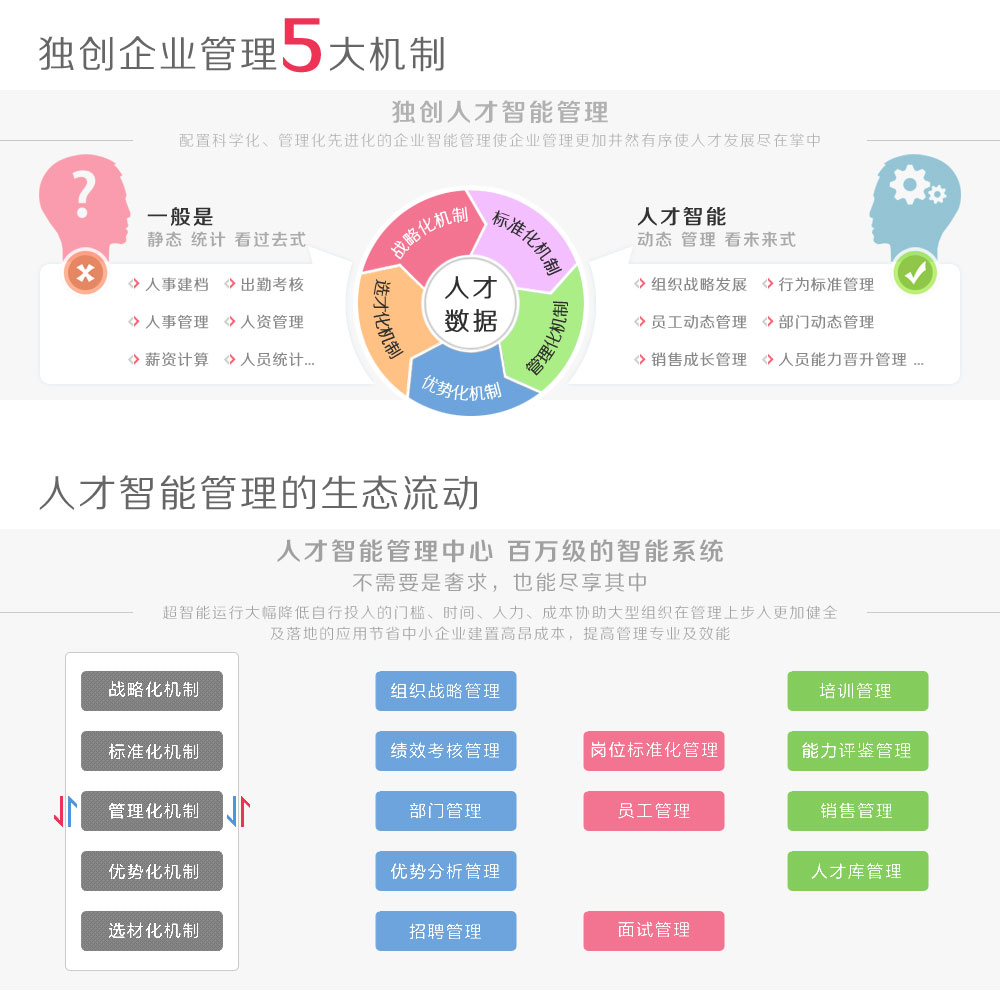 独创企业管理5大机制
独创人才智能管理
配置科学化、管理化先进化的企业智能管理使企业管理更加井然有序使人才发展尽在掌中
?
一般是
静态 统计 看过去式
人事建档 出勤考核
人事管理 人资管理
薪资计算 人员统计...
战略化机制
标准化机制
管理化机制
优势化机制
选才化机制
人才
数据
人才智能
动态 管理 看未来式
组织战略发展 行为标准管理
员工动态管理 部门动态管理
销售成长管理 人员能力晋升管理 ...
人才智能管理的生态流动
人才智能管理中心 百万级的智能系统
不需要是奢求，也能尽享其中
超智能运行大幅降低自行投入的门槛、时间、人力、成本协助大型组织在管理上步人更加健全
及落地的应用节省中小企业建置高昂成本，提高管理专业及效能
战略化机制 组织战略管理 培训管理
标准化机制 绩效考核管理 岗位标准化管理 能力评鉴管理
管理化机制 部门管理 员工管理 销售管理
优势化机制 优势分析管理 人才库管理
选材化机制 招聘管理 面试管理